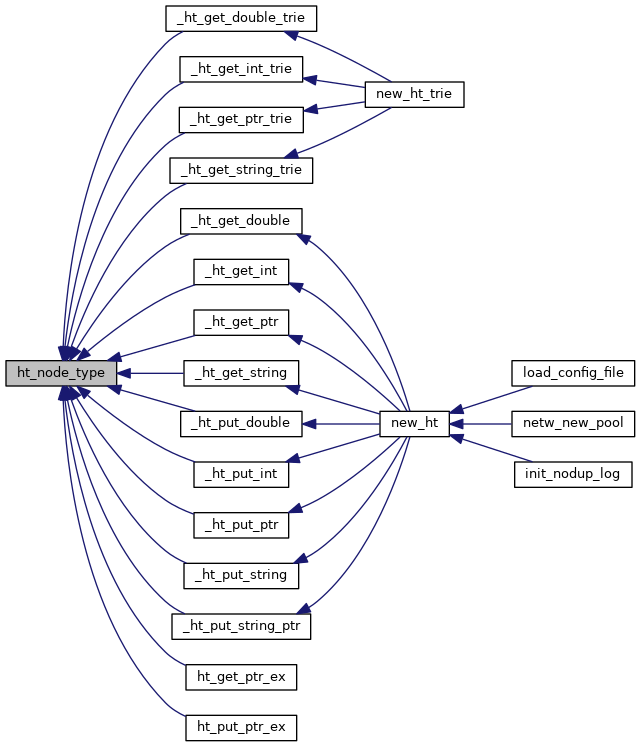 _ht_get_double_trie
_ht_get_int_trie
new_ht_trie
_ht_get_ptr_trie
_ht_get_string_trie
_ht_get_double
_ht_get_int
_ht_get_ptr
ht_node_type
_ht_get_string
load_config_file
_ht_put_double
new_ht
netw_new_pool
_ht_put_int
init_nodup_log
_ht_put_ptr
_ht_put_string
_ht_put_string_ptr
ht_get_ptr_ex
ht_put_ptr_ex